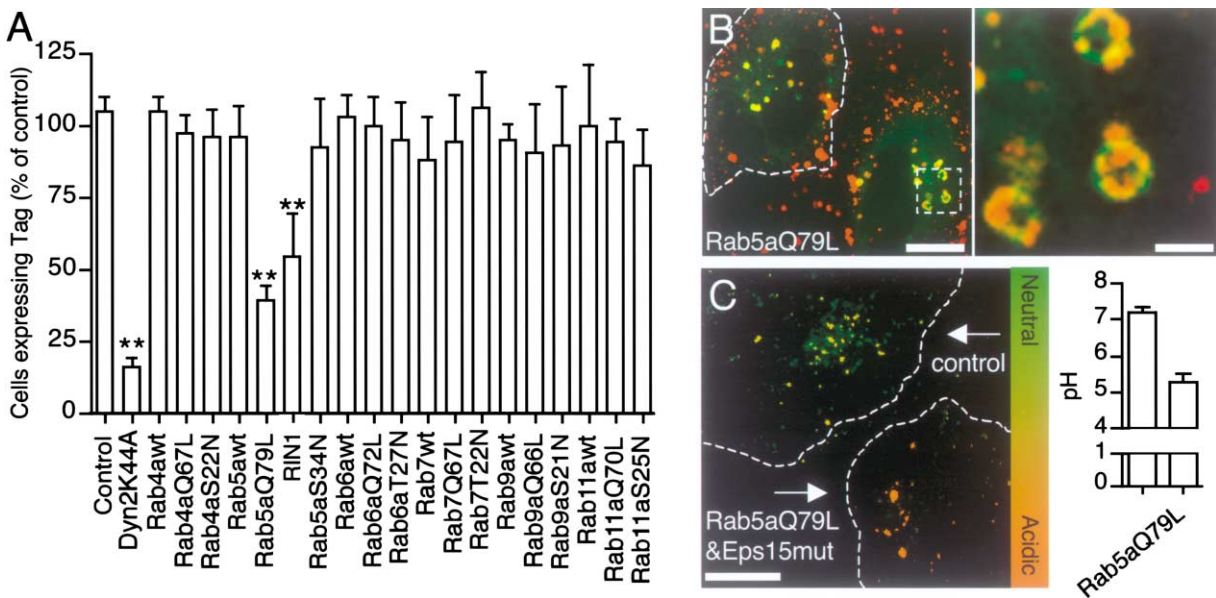 A
Cells expressing Tag (% of control)
125
100
75
50
25
0
**
**
**
Control
Dyn2K44A
Rab4awt
Rab4aQ67L
Rab4aS22N
Rab5awt
Rab5aQ79L
RIN1
Rab5aS34N
Rab6awt
Rab6aQ72L
Rab6aT27N
Rab7wt
Rab7Q67L
Rab7T22N
Rab9awt
Rab9aQ66L
Rab9aS21N
Rab11awt
Rab11aQ70L
Rab11aS25N
B
Rab5aQ79L
C
control
Rab5aQ79L
&Eps15mut
Neutral
Acidic
pH
8
7
6
5
4
1
0
Rab5aQ79L